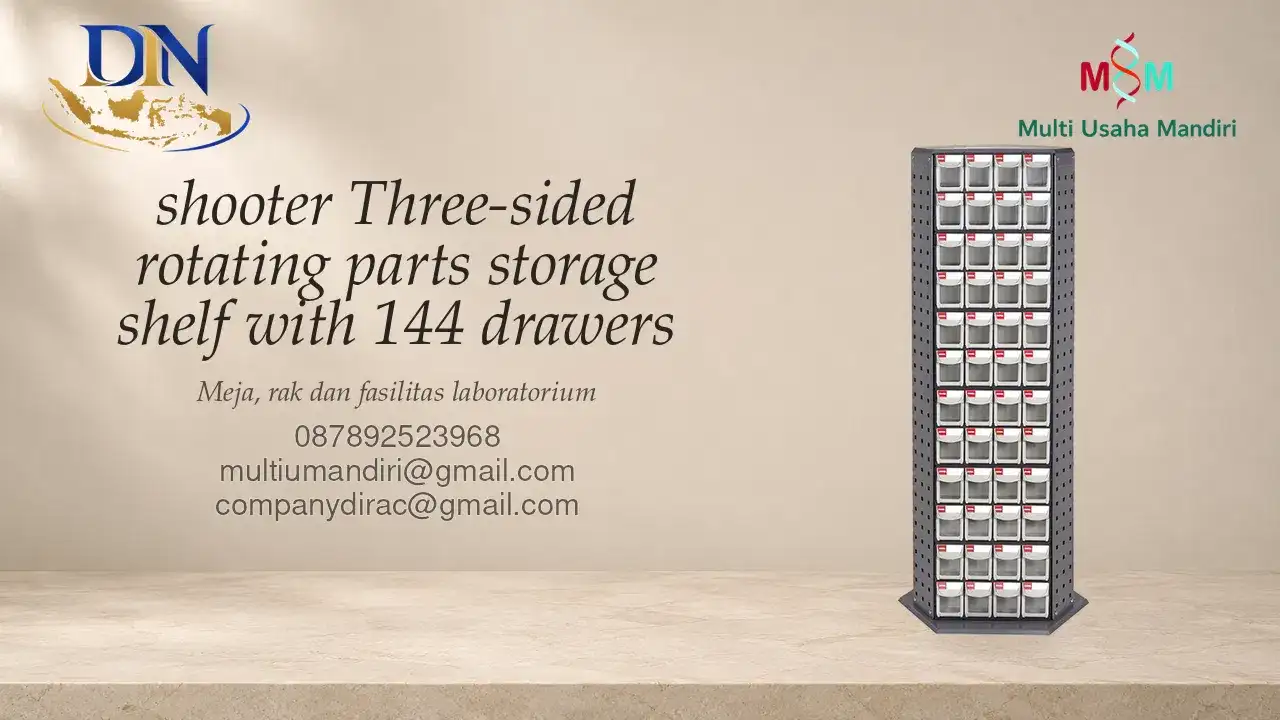 DIN
MSM
Multi Usaha Mandiri
shooter Three-sided
rotating parts storage
shelf with 144 drawers
Meja, rak dan fasilitas laboratorium
087892523968
multiumandiri@gmail.com
companydirac@gmail.com